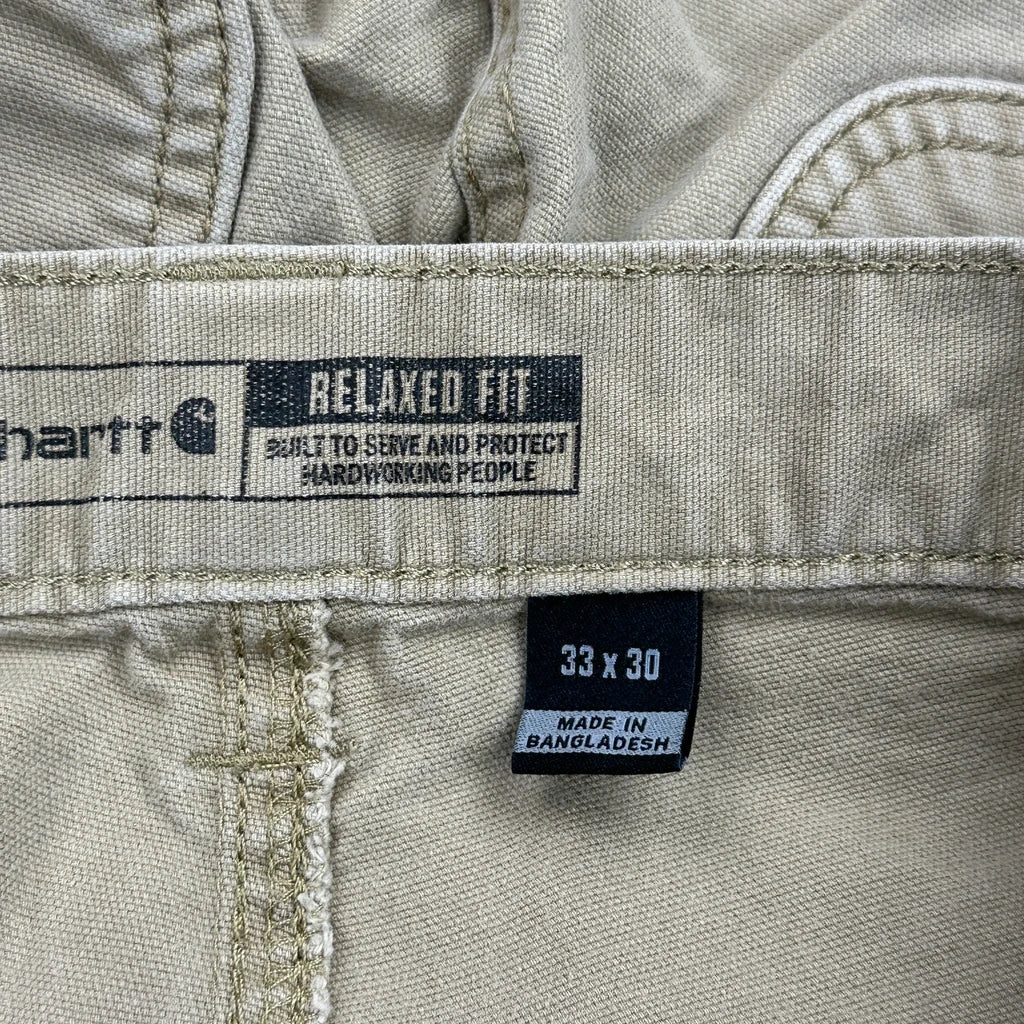 hartt
RELAXED FIT
BUILT TO SERVE AND PROTECT
HARDWORKING PEOPLE
33 x 30
MADE IN
BANGLADESH